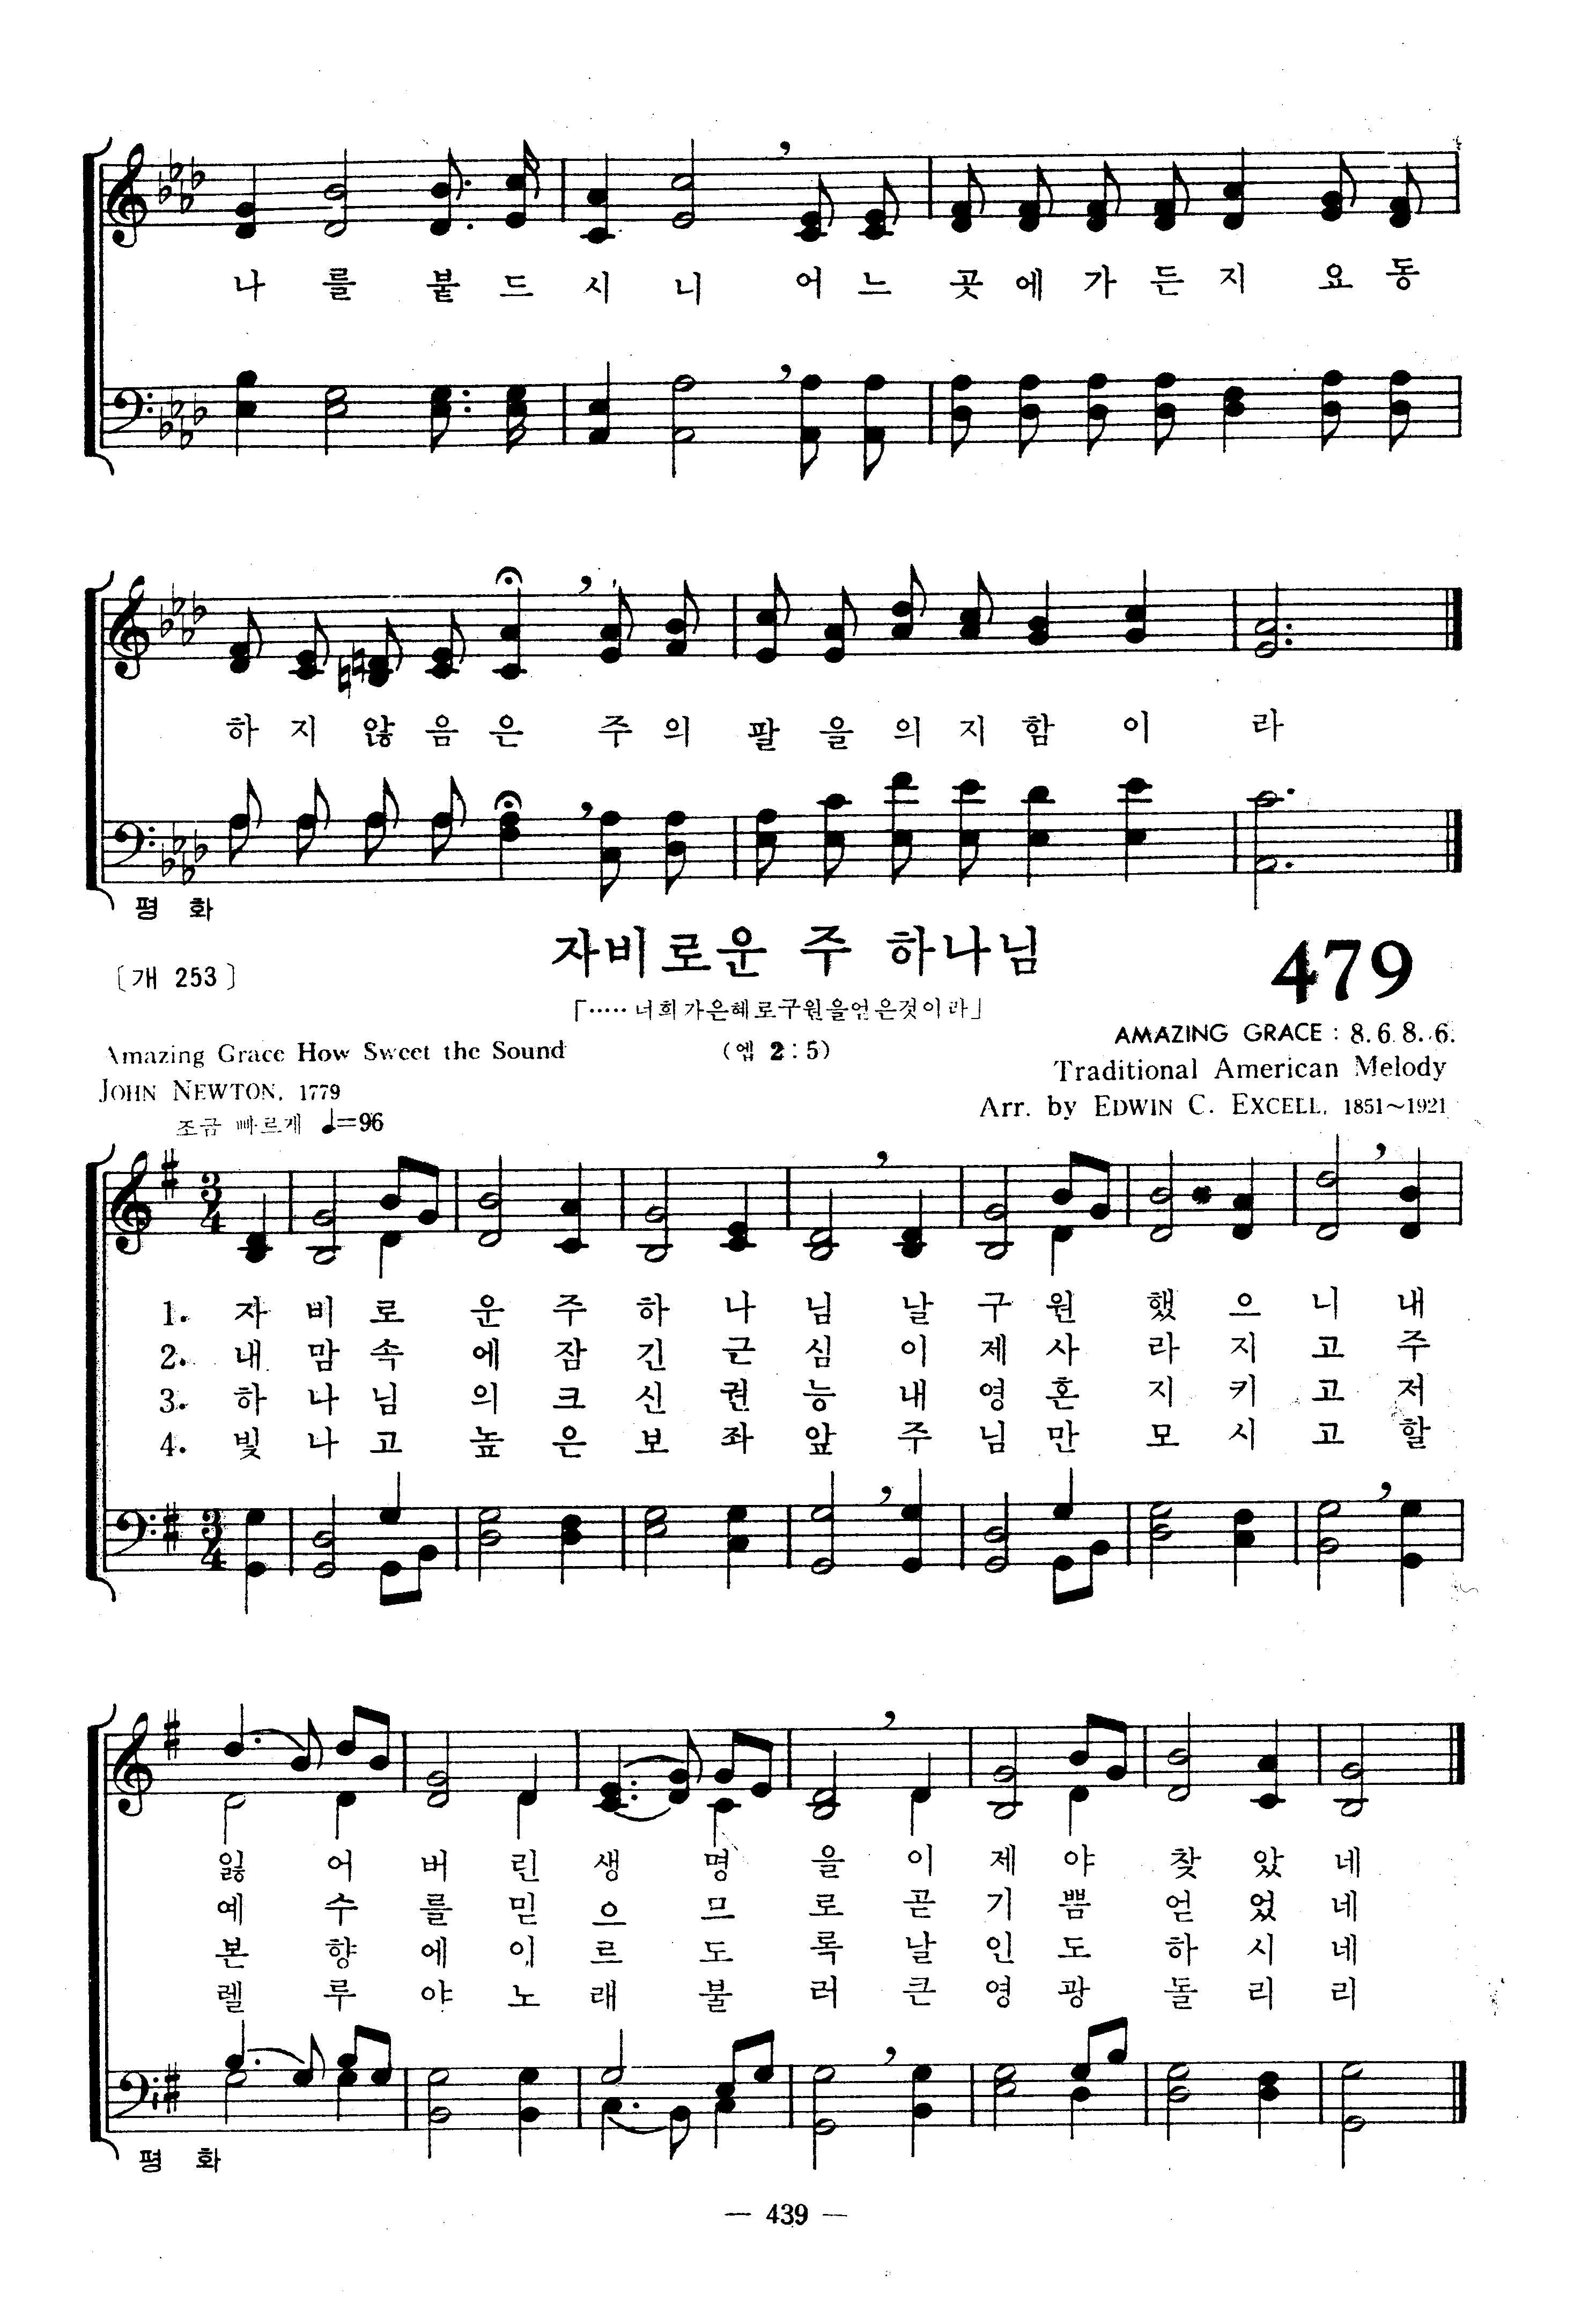 나 를 붙 드 시 니 어 느 곳 에 가 든 지 요 동
하 지 않 음 은 주 의 팔 을 의 지 함 이 라
평 화
자비로운 주 하나님
479
〔개 253〕
「·····너희가은혜로구원을얻은것이라」
Amazing Grace How Sweet the Sound
(엡 2:5)
AMAZING GRACE : 8. 6. 8. 6.
JOHN NEWTON, 1779
Traditional American Melody
조금 빠르게 ♩=96
Arr. by EDWIN C. EXCELL, 1851~1921
3/4
1. 자 비 로 운 주 하 나 님 날 구 원 했 으 니 내
2. 내 맘 속 에 잠 긴 근 심 이 제 사 라 지 고 주
3. 하 나 님 의 크 신 권 능 내 영 혼 지 키 고 저
4. 빛 나 고 높 은 보 좌 앞 주 님 만 모 시 고 할
3/4
잃 어 버 린 생 명 을 이 제 야 찾 았 네
예 수 를 믿 으 므 로 곧 기 쁨 얻 었 네
본 향 에 이 르 도 록 날 인 도 하 시 네
렐 루 야 노 래 불 러 큰 영 광 돌 리 리
평 화
— 439 —